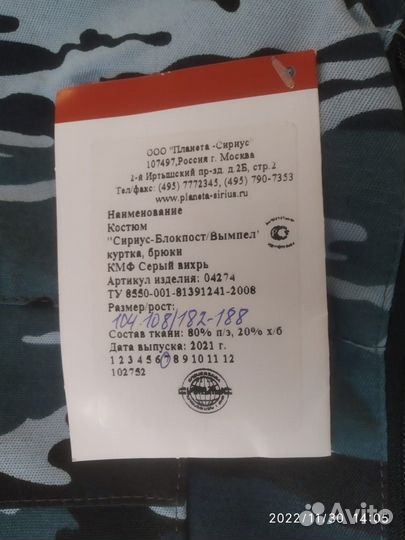 ООО "Планета -Сириус"
107497,Россия г. Москва
2-й Иртышский пр-зд, д.2Б, стр.2
Тел/факс: (495) 7772345, (495) 790-7353
www.planeta-sirius.ru
Наименование
Костюм
"Сириус-Блокпост/Вымпел"
куртка, брюки
КМФ Серый вихрь
Артикул изделия: 04274
ТУ 8550-001-81391241-2008
Размер/рост:
104.108/182-188
Состав ткани: 80% п/э, 20% х/б
Дата выпуска: 2021 г.
1 2 3 4 5 6 7 8 9 10 11 12
102752
2022/11/30 14:05
Avito